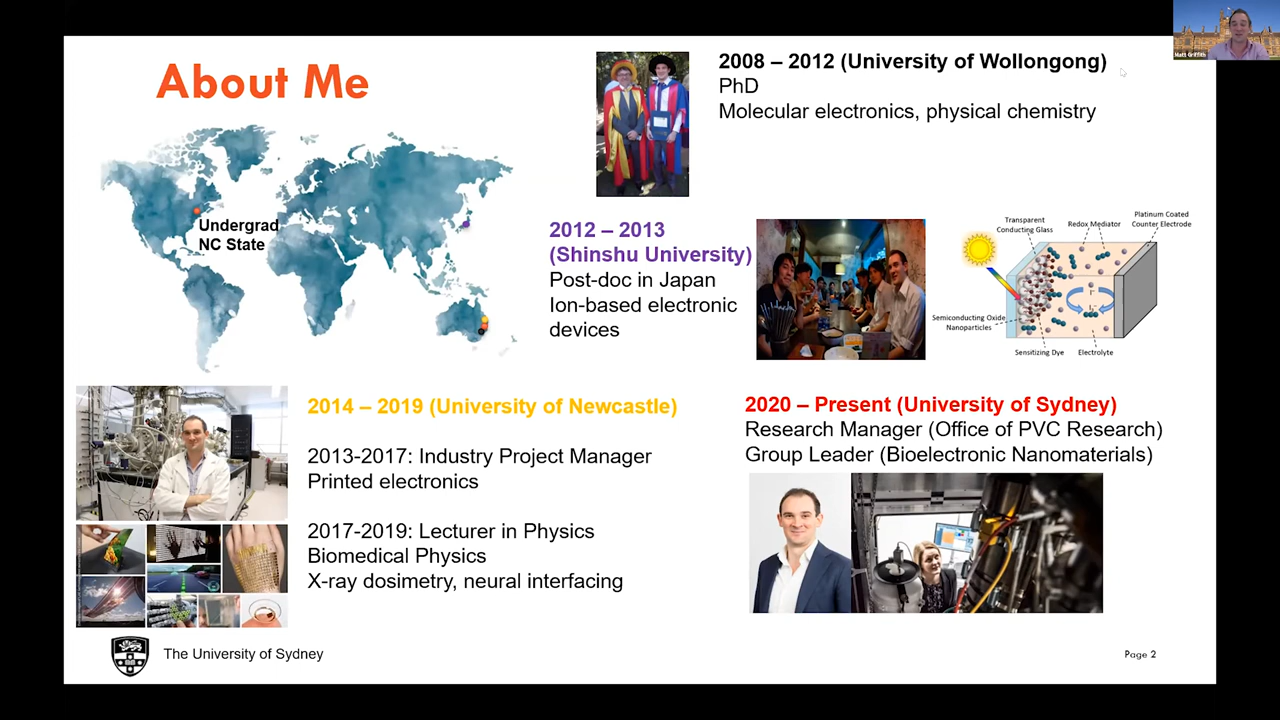 About Me
Undergrad
NC State
2008 – 2012 (University of Wollongong)
PhD
Molecular electronics, physical chemistry
Matt Griffith
2012 – 2013
(Shinshu University)
Post-doc in Japan
Ion-based electronic
devices
Transparent
Conducting Glass
Redox Mediator
Platinum Coated
Counter Electrode
Semiconducting Oxide
Nanoparticles
Sensitizing Dye
Electrolyte
2014 – 2019 (University of Newcastle)
2013-2017: Industry Project Manager
Printed electronics
2017-2019: Lecturer in Physics
Biomedical Physics
X-ray dosimetry, neural interfacing
2020 – Present (University of Sydney)
Research Manager (Office of PVC Research)
Group Leader (Bioelectronic Nanomaterials)
The University of Sydney
Page 2